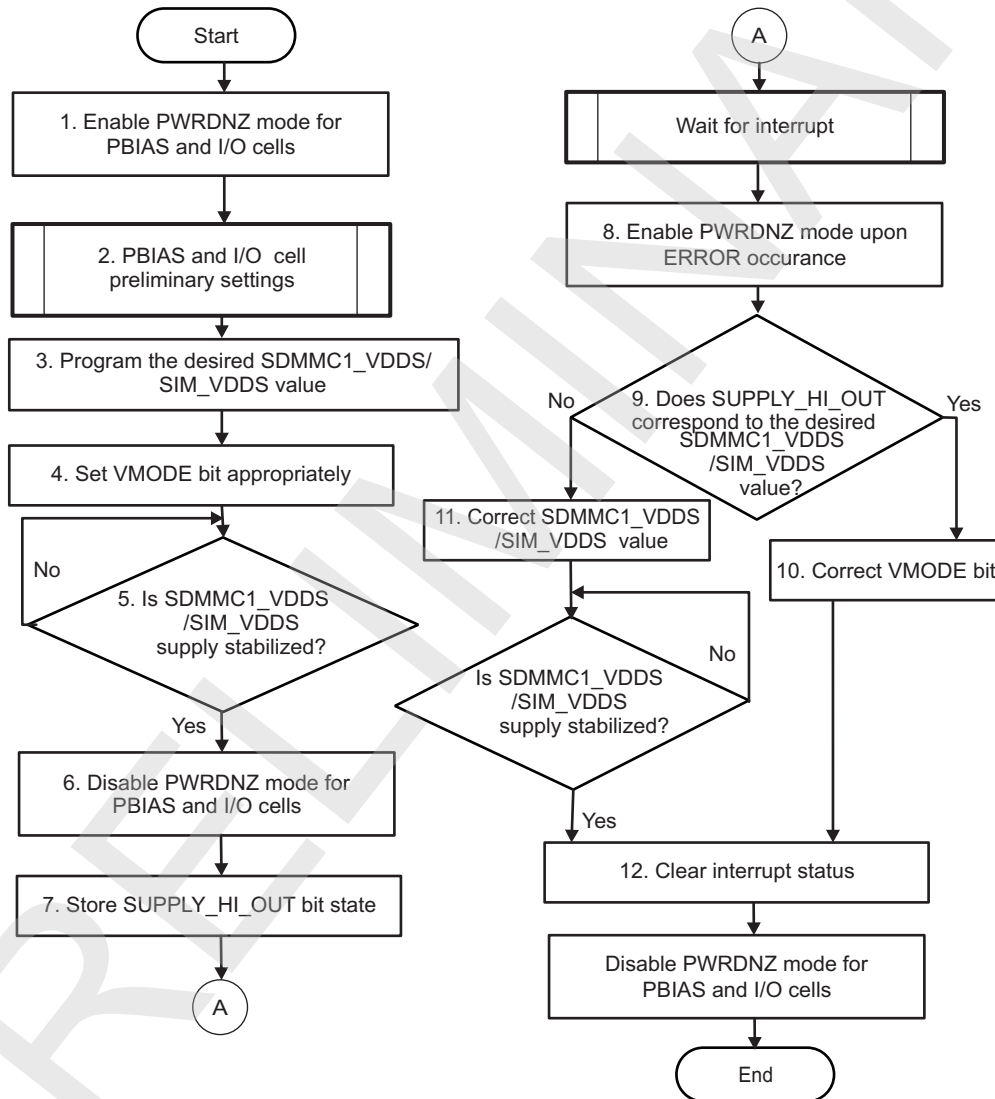 Start
1. Enable PWRDNZ mode for
PBIAS and I/O cells
2. PBIAS and I/O cell
preliminary settings
3. Program the desired SDMMC1_VDDS/
SIM_VDDS value
4. Set VMODE bit appropriately
No
5. Is SDMMC1_VDDS
/SIM_VDDS
supply stabilized?
Yes
6. Disable PWRDNZ mode for
PBIAS and I/O cells
7. Store SUPPLY_HI_OUT bit state
A
A
Wait for interrupt
8. Enable PWRDNZ mode upon
ERROR occurance
No
9. Does SUPPLY_HI_OUT
correspond to the desired
SDMMC1_VDDS
/SIM_VDDS
value?
Yes
11. Correct SDMMC1_VDDS
/SIM_VDDS value
10. Correct VMODE bit
No
Is SDMMC1_VDDS
/SIM_VDDS
supply stabilized?
Yes
12. Clear interrupt status
Disable PWRDNZ mode for
PBIAS and I/O cells
End
RELIMINA